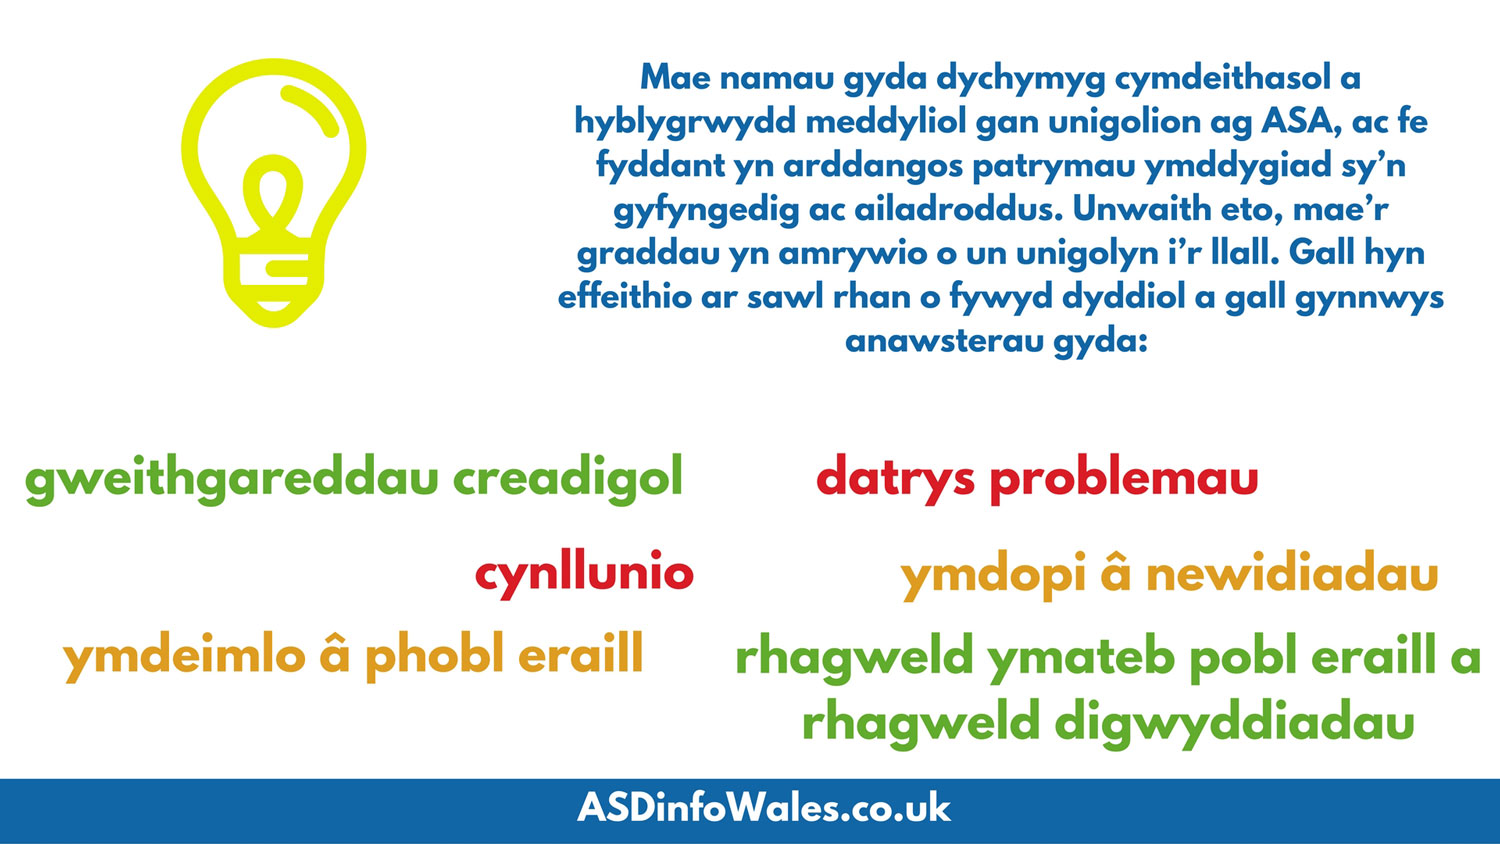 Mae namau gyda dychymyg cymdeithasol a
hyblygrwydd meddyliol gan unigolion ag ASA, ac fe
fyddant yn arddangos patrymau ymddygiad sy’n
gyfyngedig ac ailadroddus. Unwaith eto, mae’r
graddau yn amrywio o un unigolyn i’r llall. Gall hyn
effeithio ar sawl rhan o fywyd dyddiol a gall gynnwys
anawsterau gyda:
gweithgareddau creadigol
datrys problemau
cynllunio
ymdopi â newidiadau
ymdeimlo â phobl eraill
rhagweld ymateb pobl eraill a
rhagweld digwyddiadau
ASDinfoWales.co.uk